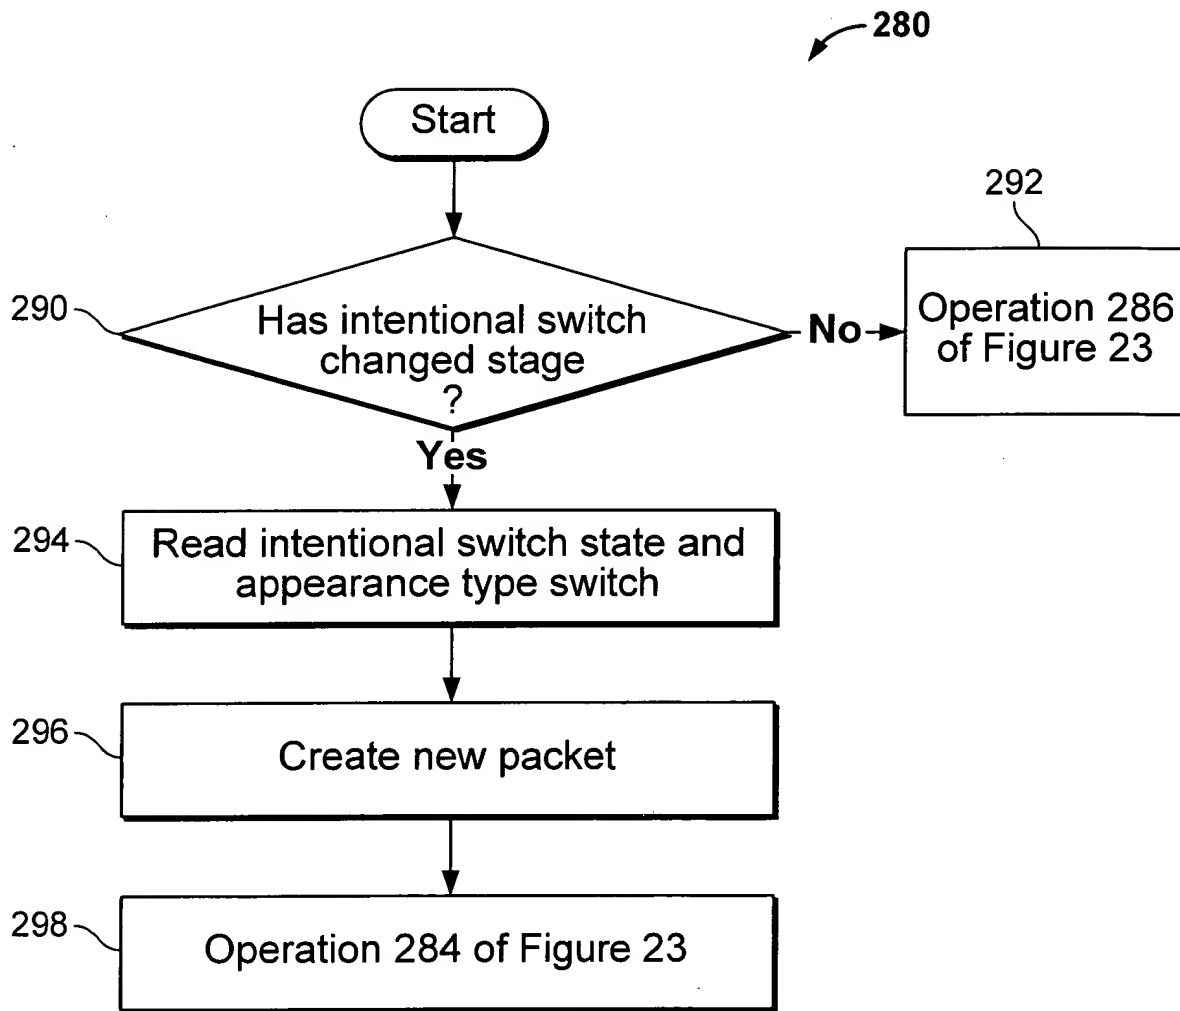 280
Start
292
290
Has intentional switch
changed stage
?
No
Operation 286
of Figure 23
Yes
294
Read intentional switch state and
appearance type switch
296
Create new packet
298
Operation 284 of Figure 23